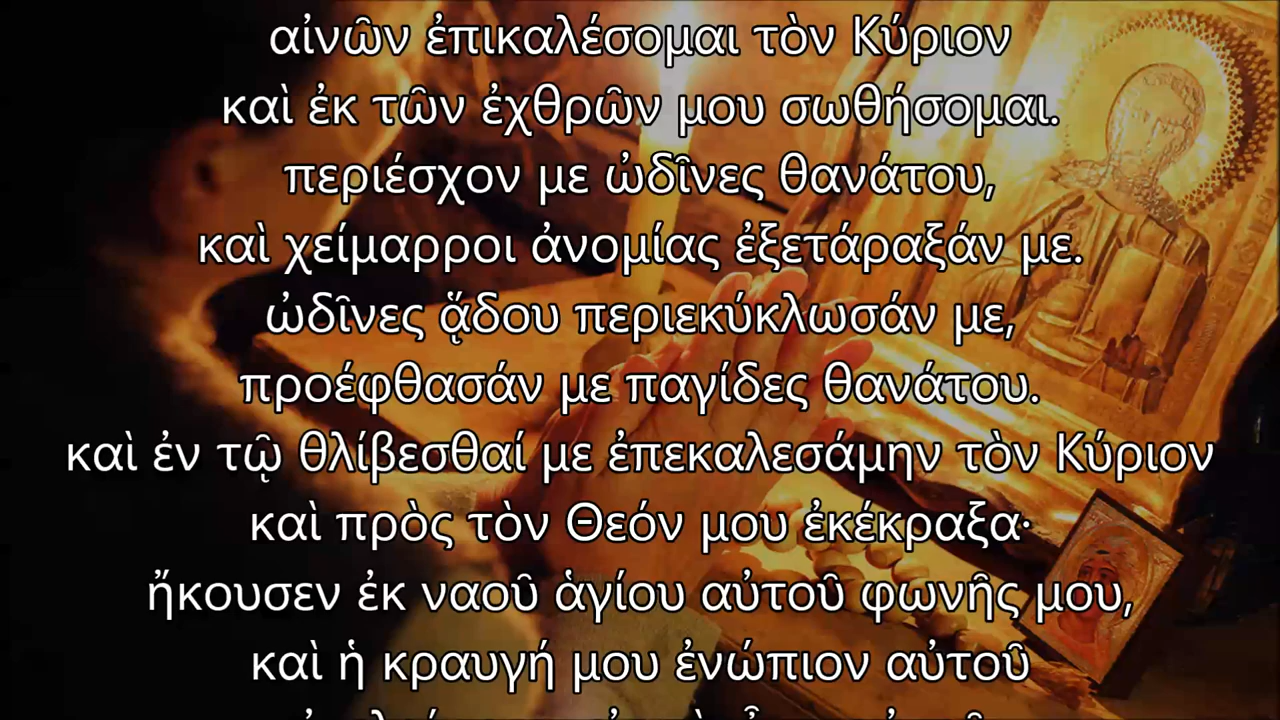 αἰνῶν ἐπικαλέσομαι τὸν Κύριον
καὶ ἐκ τῶν ἐχθρῶν μου σωθήσομαι.
περιέσχον με ὠδῖνες θανάτου,
καὶ χείμαρροι ἀνομίας ἐξετάραξάν με.
ὠδῖνες ᾅδου περιεκύκλωσάν με,
προέφθασάν με παγίδες θανάτου.
καὶ ἐν τῷ θλίβεσθαί με ἐπεκαλεσάμην τὸν Κύριον
καὶ πρὸς τὸν Θεόν μου ἐκέκραξα·
ἤκουσεν ἐκ ναοῦ ἁγίου αὐτοῦ φωνῆς μου,
καὶ ἡ κραυγή μου ἐνώπιον αὐτοῦ